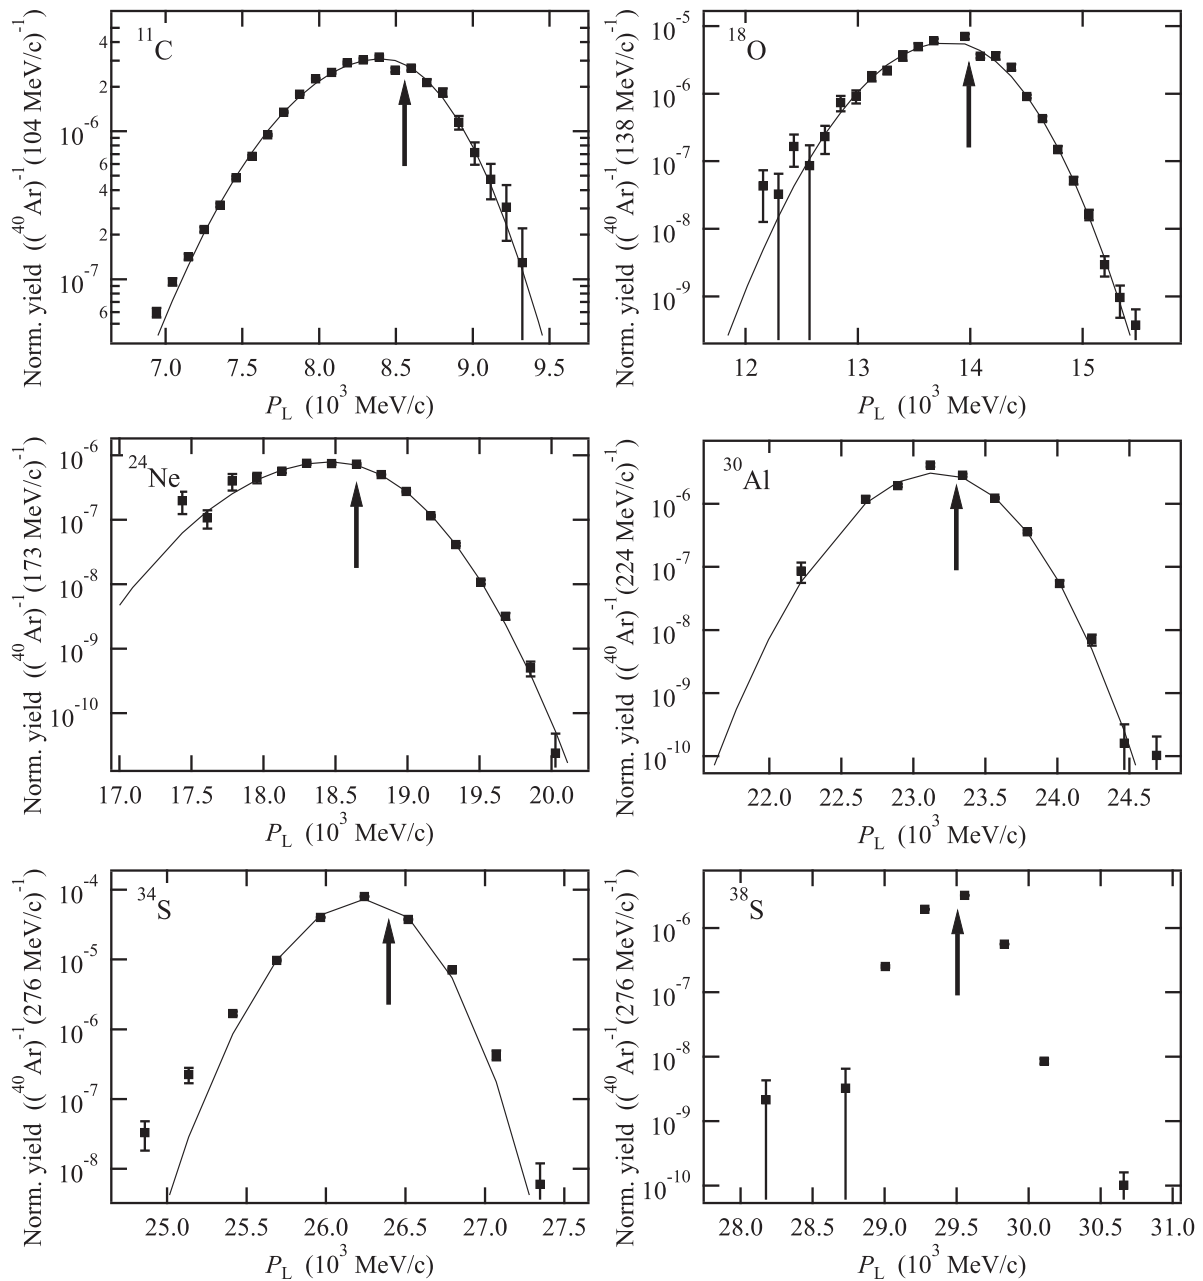 Norm. yield ((⁴⁰Ar)⁻¹(104 MeV/c)⁻¹)
¹¹C
4
2
10⁻⁶
6
4
2
10⁻⁷
6
7.0 7.5 8.0 8.5 9.0 9.5
P_L (10³ MeV/c)
Norm. yield ((⁴⁰Ar)⁻¹(138 MeV/c)⁻¹)
¹⁸O
10⁻⁵
10⁻⁶
10⁻⁷
10⁻⁸
10⁻⁹
12 13 14 15
P_L (10³ MeV/c)
Norm. yield ((⁴⁰Ar)⁻¹(173 MeV/c)⁻¹)
²⁴Ne
10⁻⁶
10⁻⁷
10⁻⁸
10⁻⁹
10⁻¹⁰
17.0 17.5 18.0 18.5 19.0 19.5 20.0
P_L (10³ MeV/c)
Norm. yield ((⁴⁰Ar)⁻¹(224 MeV/c)⁻¹)
³⁰Al
10⁻⁶
10⁻⁷
10⁻⁸
10⁻⁹
10⁻¹⁰
22.0 22.5 23.0 23.5 24.0 24.5
P_L (10³ MeV/c)
Norm. yield ((⁴⁰Ar)⁻¹(276 MeV/c)⁻¹)
³⁴S
10⁻⁴
10⁻⁵
10⁻⁶
10⁻⁷
10⁻⁸
25.0 25.5 26.0 26.5 27.0 27.5
P_L (10³ MeV/c)
Norm. yield ((⁴⁰Ar)⁻¹(276 MeV/c)⁻¹)
³⁸S
10⁻⁶
10⁻⁷
10⁻⁸
10⁻⁹
10⁻¹⁰
28.0 28.5 29.0 29.5 30.0 30.5 31.0
P_L (10³ MeV/c)